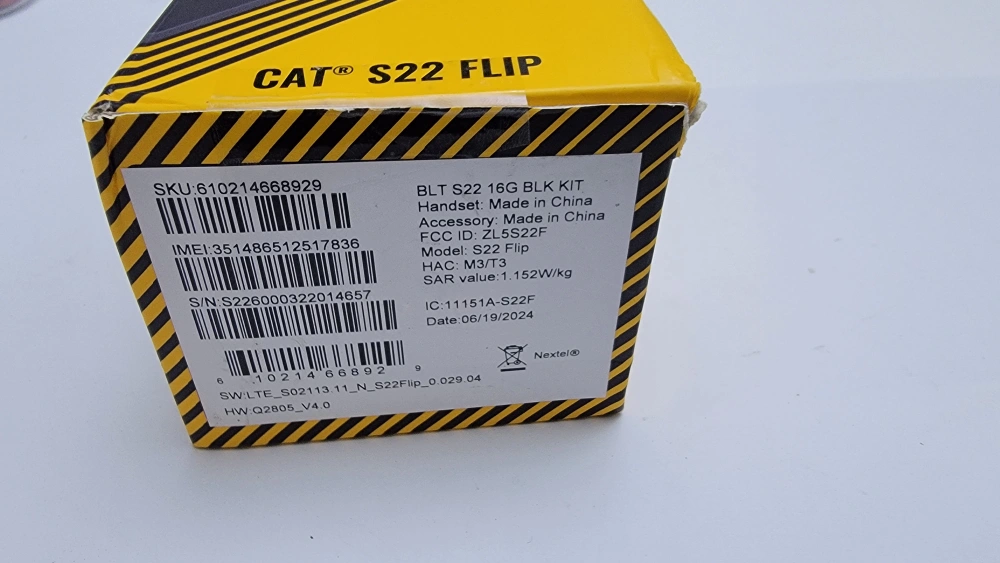 CAT® S22 FLIP
SKU:610214668929
IMEI:351486512517836
S/N:S226000322014657
6 10214 66892 9
SW:LTE_S02113.11_N_S22Flip_0.029.04
HW:Q2805_V4.0
BLT S22 16G BLK KIT
Handset: Made in China
Accessory: Made in China
FCC ID: ZL5S22F
Model: S22 Flip
HAC: M3/T3
SAR value:1.152W/kg
IC:11151A-S22F
Date:06/19/2024
Nextel®